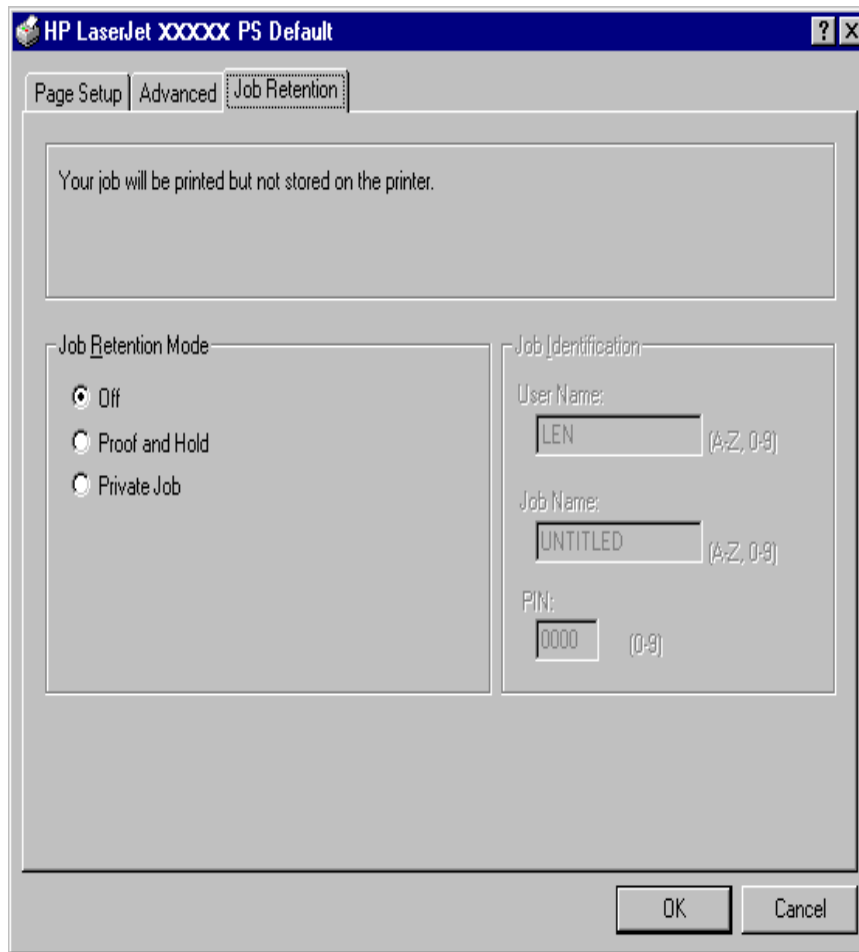 HP LaserJet XXXXX PS Default
Page Setup Advanced Job Retention
Your job will be printed but not stored on the printer.
Job Retention Mode
Off
Proof and Hold
Private Job
Job Identification
User Name:
LEN (A-Z, 0-9)
Job Name:
UNTITLED (A-Z, 0-9)
PIN:
0000 (0-9)
OK Cancel